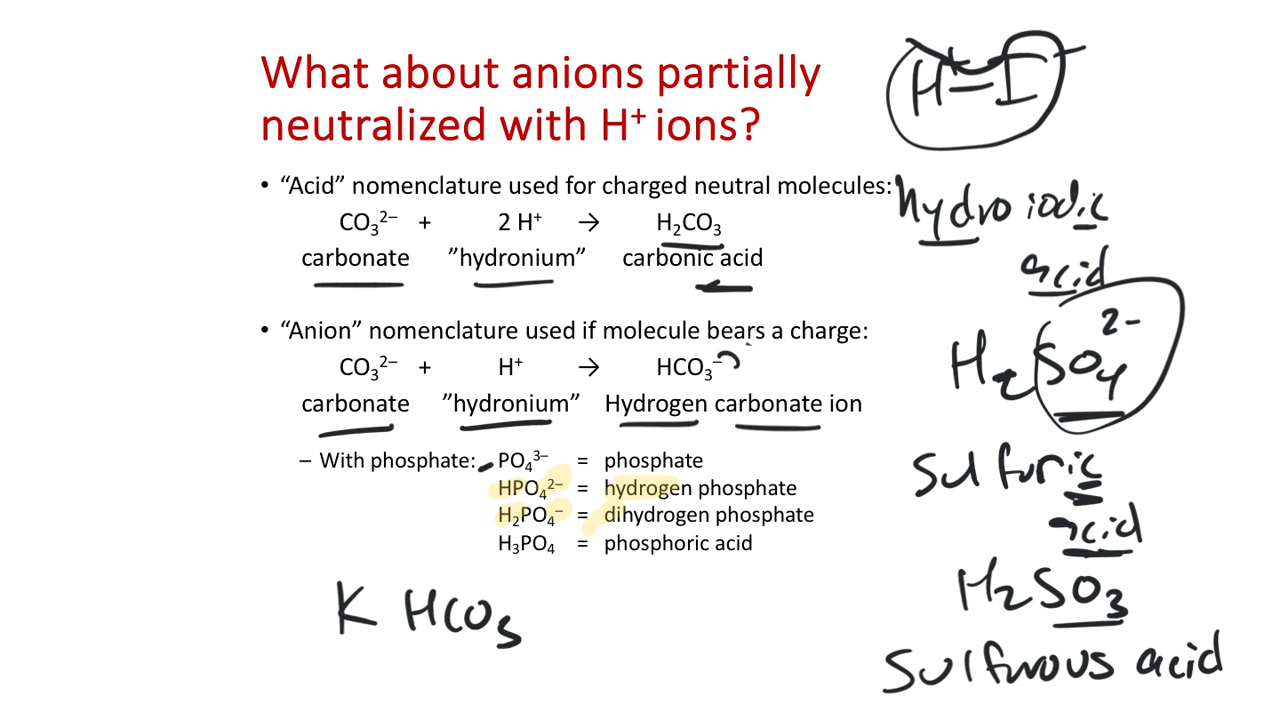 What about anions partially
neutralized with H⁺ ions?
• “Acid” nomenclature used for charged neutral molecules:
CO₃²⁻ + 2 H⁺ → H₂CO₃
carbonate ”hydronium” carbonic acid
• “Anion” nomenclature used if molecule bears a charge:
CO₃²⁻ + H⁺ → HCO₃⁻
carbonate ”hydronium” Hydrogen carbonate ion
– With phosphate: PO₄³⁻ = phosphate
HPO₄²⁻ = hydrogen phosphate
H₂PO₄⁻ = dihydrogen phosphate
H₃PO₄ = phosphoric acid
K HCO₃
H⁺–I⁻
hydroiodic
acid
H₂SO₄²⁻
Sulfuric
acid
H₂SO₃
Sulfurous acid